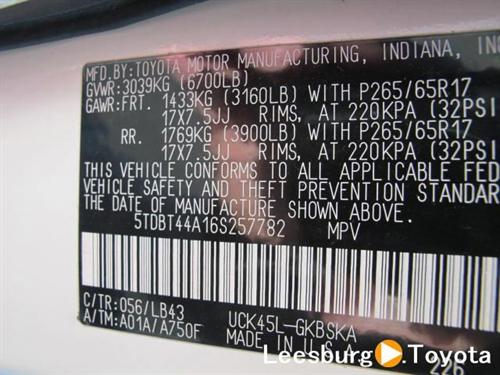 MFD. BY: TOYOTA MOTOR MANUFACTURING, INDIANA, INC
GVWR: 3039KG (6700LB)
GAWR: FRT. 1433KG (3160LB) WITH P265/65R17
17X7.5JJ RIMS, AT 220KPA (32PSI
RR. 1769KG (3900LB) WITH P265/65R17
17X7.5JJ RIMS, AT 220KPA (32PSI
THIS VEHICLE CONFORMS TO ALL APPLICABLE FED
VEHICLE SAFETY AND THEFT PREVENTION STANDAR
THE DATE OF MANUFACTURE SHOWN ABOVE.
5TDBT44A16S257782 MPV
C/TR: 056/LB43 UCK45L-GKBSKA
A/TM: A01A/A750F MADE IN U.S.A.
226
Leesburg Toyota